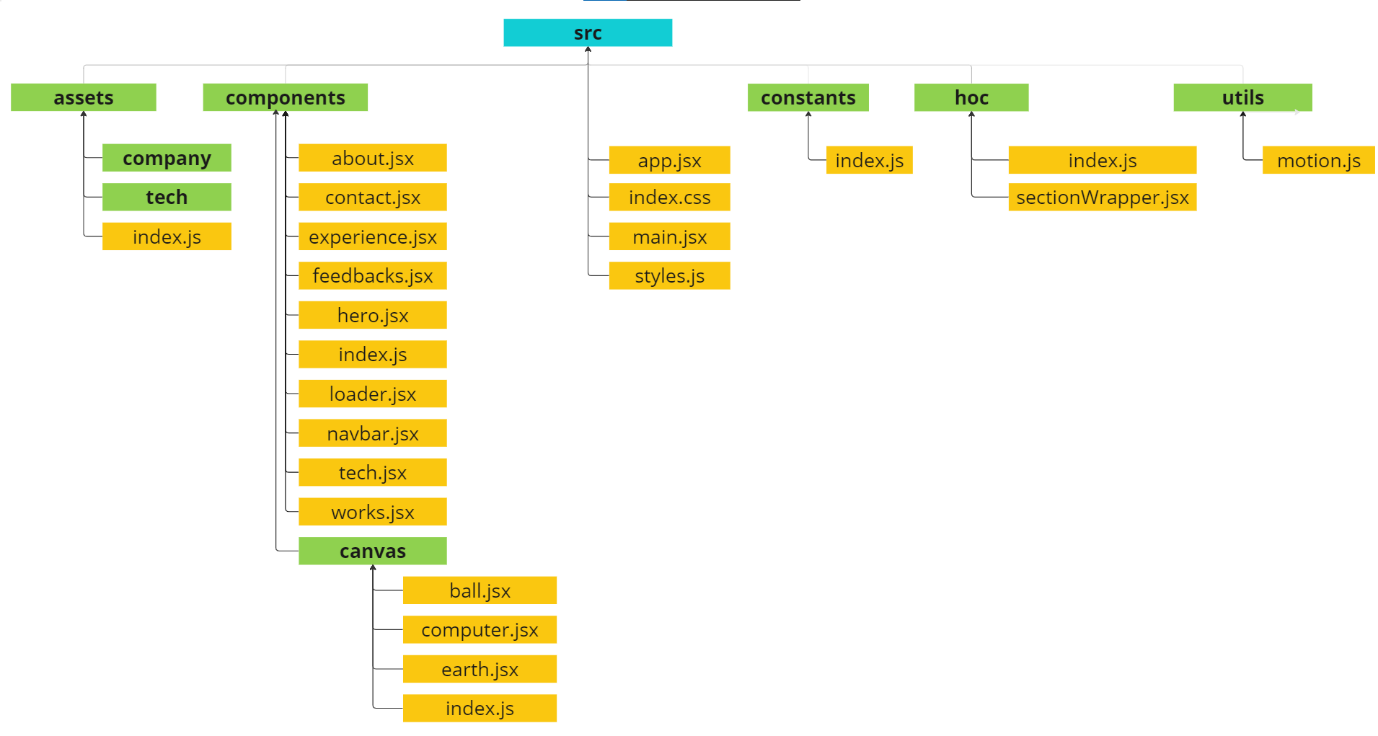 src
assets
components
constants
hoc
utils
company
tech
index.js
about.jsx
contact.jsx
experience.jsx
feedbacks.jsx
hero.jsx
index.js
loader.jsx
navbar.jsx
tech.jsx
works.jsx
canvas
ball.jsx
computer.jsx
earth.jsx
index.js
app.jsx
index.css
main.jsx
styles.js
index.js
index.js
sectionWrapper.jsx
motion.js